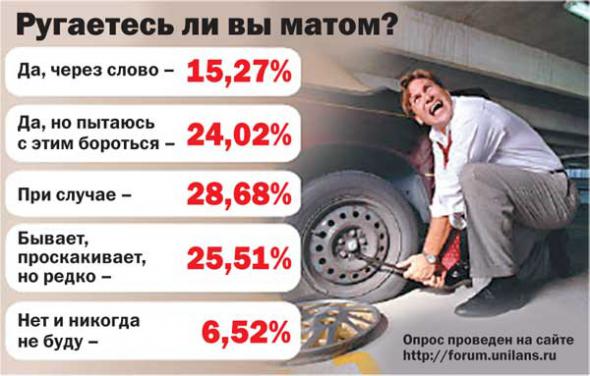 Ругаетесь ли вы матом?
Да, через слово – 15,27%
Да, но пытаюсь
с этим бороться – 24,02%
При случае – 28,68%
Бывает,
проскакивает,
но редко – 25,51%
Нет и никогда
не буду – 6,52%
Опрос проведен на сайте
http://forum.unilans.ru